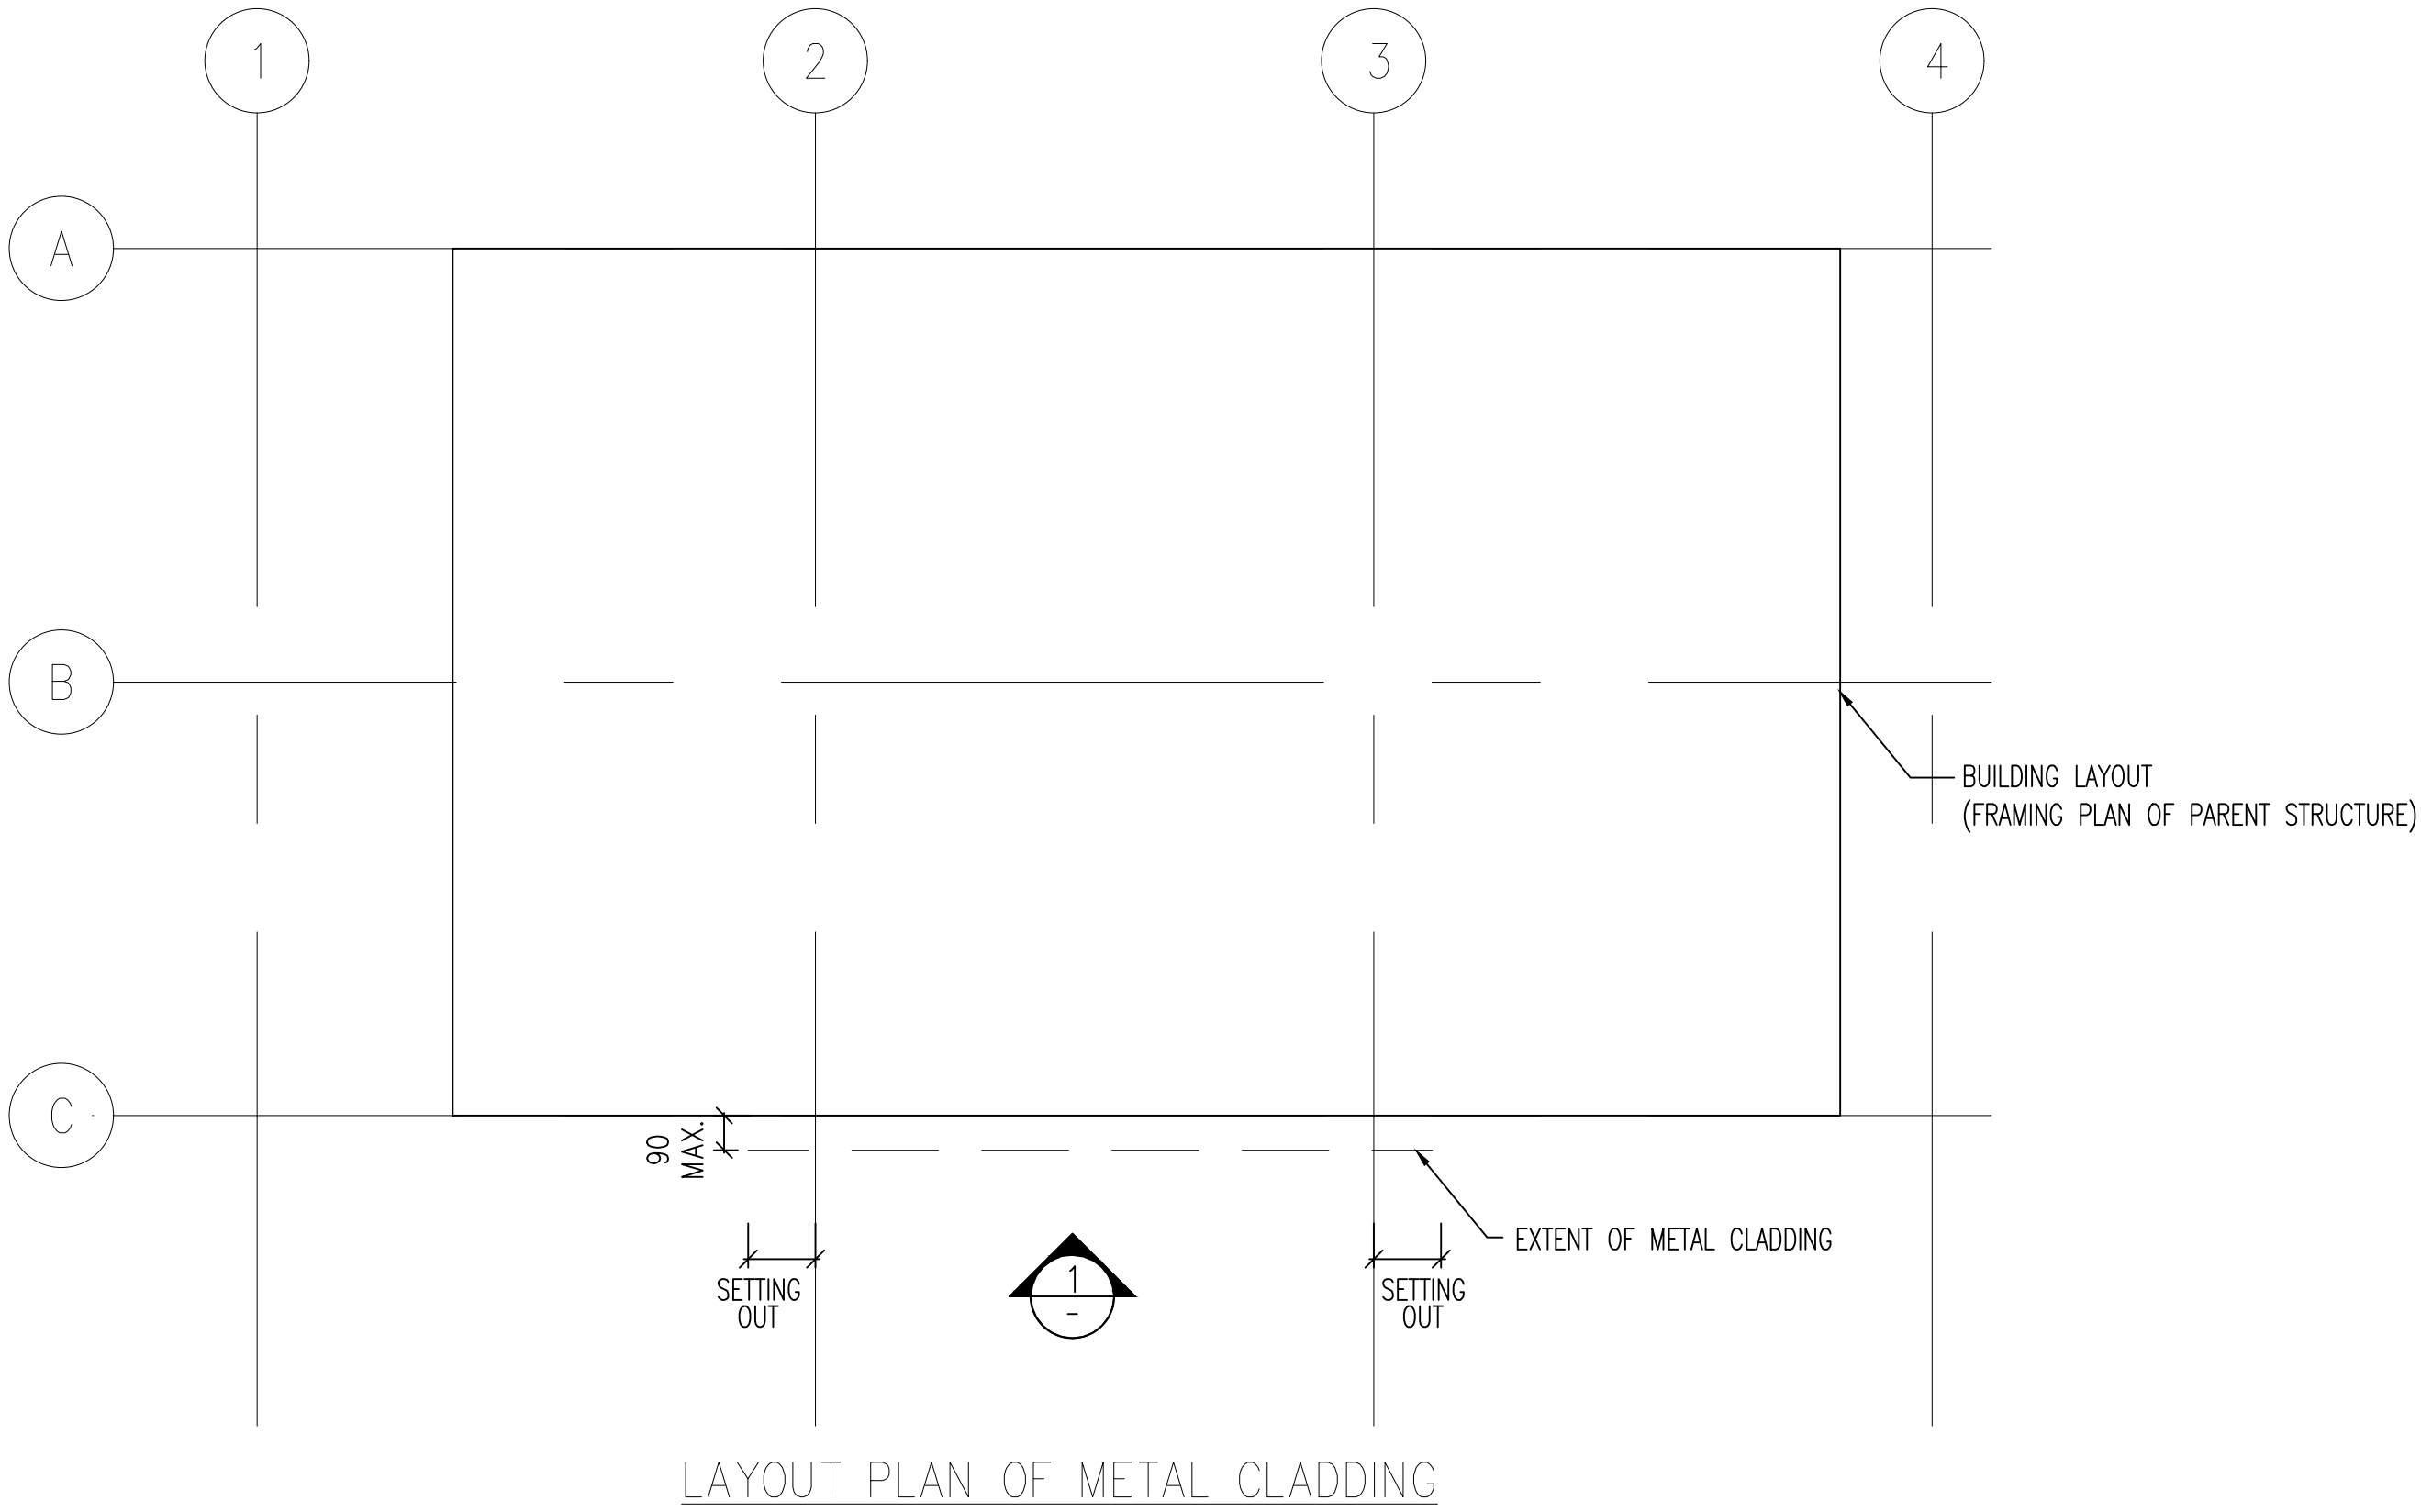 1
2
3
4
A
B
BUILDING LAYOUT
(FRAMING PLAN OF PARENT STRUCTURE)
C
90
MAX.
EXTENT OF METAL CLADDING
SETTING
OUT
1
-
SETTING
OUT
LAYOUT PLAN OF METAL CLADDING